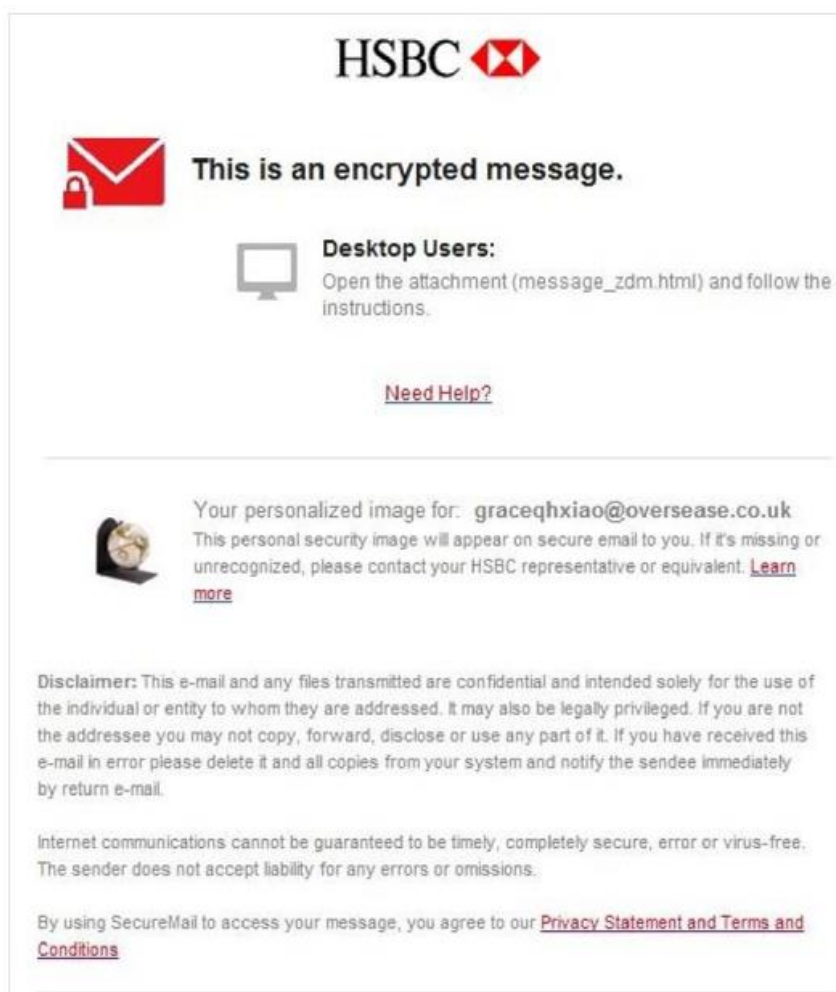 HSBC
This is an encrypted message.
Desktop Users:
Open the attachment (message_zdm.html) and follow the
instructions.
Need Help?
Your personalized image for: graceqhxiao@oversease.co.uk
This personal security image will appear on secure email to you. If it's missing or
unrecognized, please contact your HSBC representative or equivalent. Learn
more
Disclaimer: This e-mail and any files transmitted are confidential and intended solely for the use of
the individual or entity to whom they are addressed. It may also be legally privileged. If you are not
the addressee you may not copy, forward, disclose or use any part of it. If you have received this
e-mail in error please delete it and all copies from your system and notify the sendee immediately
by return e-mail.
Internet communications cannot be guaranteed to be timely, completely secure, error or virus-free.
The sender does not accept liability for any errors or omissions.
By using SecureMail to access your message, you agree to our Privacy Statement and Terms and
Conditions